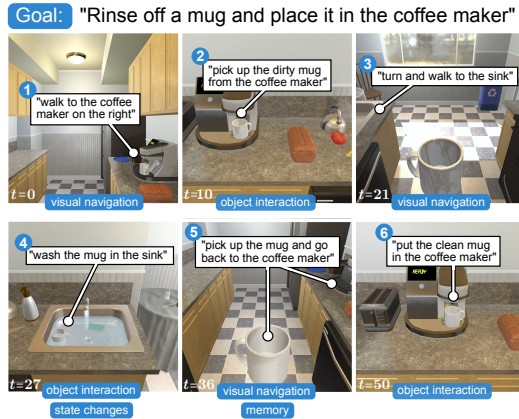 Goal: "Rinse off a mug and place it in the coffee maker"
1
"walk to the coffee
maker on the right"
t=0
visual navigation
2
"pick up the dirty mug
from the coffee maker"
t=10
object interaction
3
"turn and walk to the sink"
t=21
visual navigation
4
"wash the mug in the sink"
t=27
object interaction
state changes
5
"pick up the mug and go
back to the coffee maker"
t=36
visual navigation
memory
6
"put the clean mug
in the coffee maker"
READY
t=50
object interaction